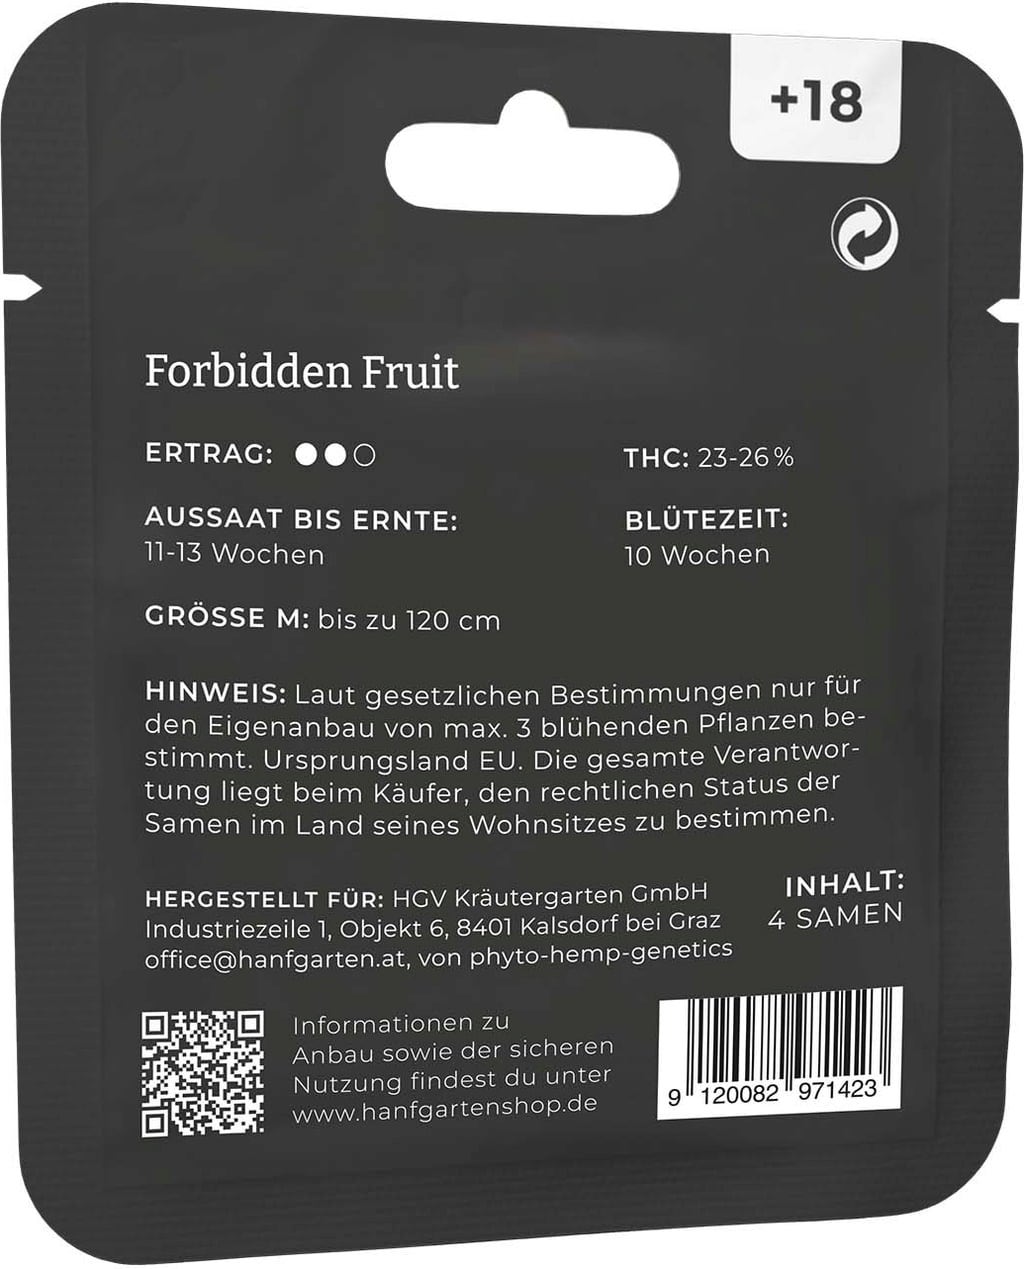 +18
Forbidden Fruit
ERTRAG:
THC: 23-26 %
AUSSAAT BIS ERNTE:
11-13 Wochen
BLÜTEZEIT:
10 Wochen
GRÖSSE M: bis zu 120 cm
HINWEIS: Laut gesetzlichen Bestimmungen nur für
den Eigenanbau von max. 3 blühenden Pflanzen be-
stimmt. Ursprungsland EU. Die gesamte Verantwor-
tung liegt beim Käufer, den rechtlichen Status der
Samen im Land seines Wohnsitzes zu bestimmen.
HERGESTELLT FÜR: HGV Kräutergarten GmbH
Industriezeile 1, Objekt 6, 8401 Kalsdorf bei Graz
office@hanfgarten.at, von phyto-hemp-genetics
INHALT:
4 SAMEN
Informationen zu
Anbau sowie der sicheren
Nutzung findest du unter
www.hanfgartenshop.de
9 120082 971423